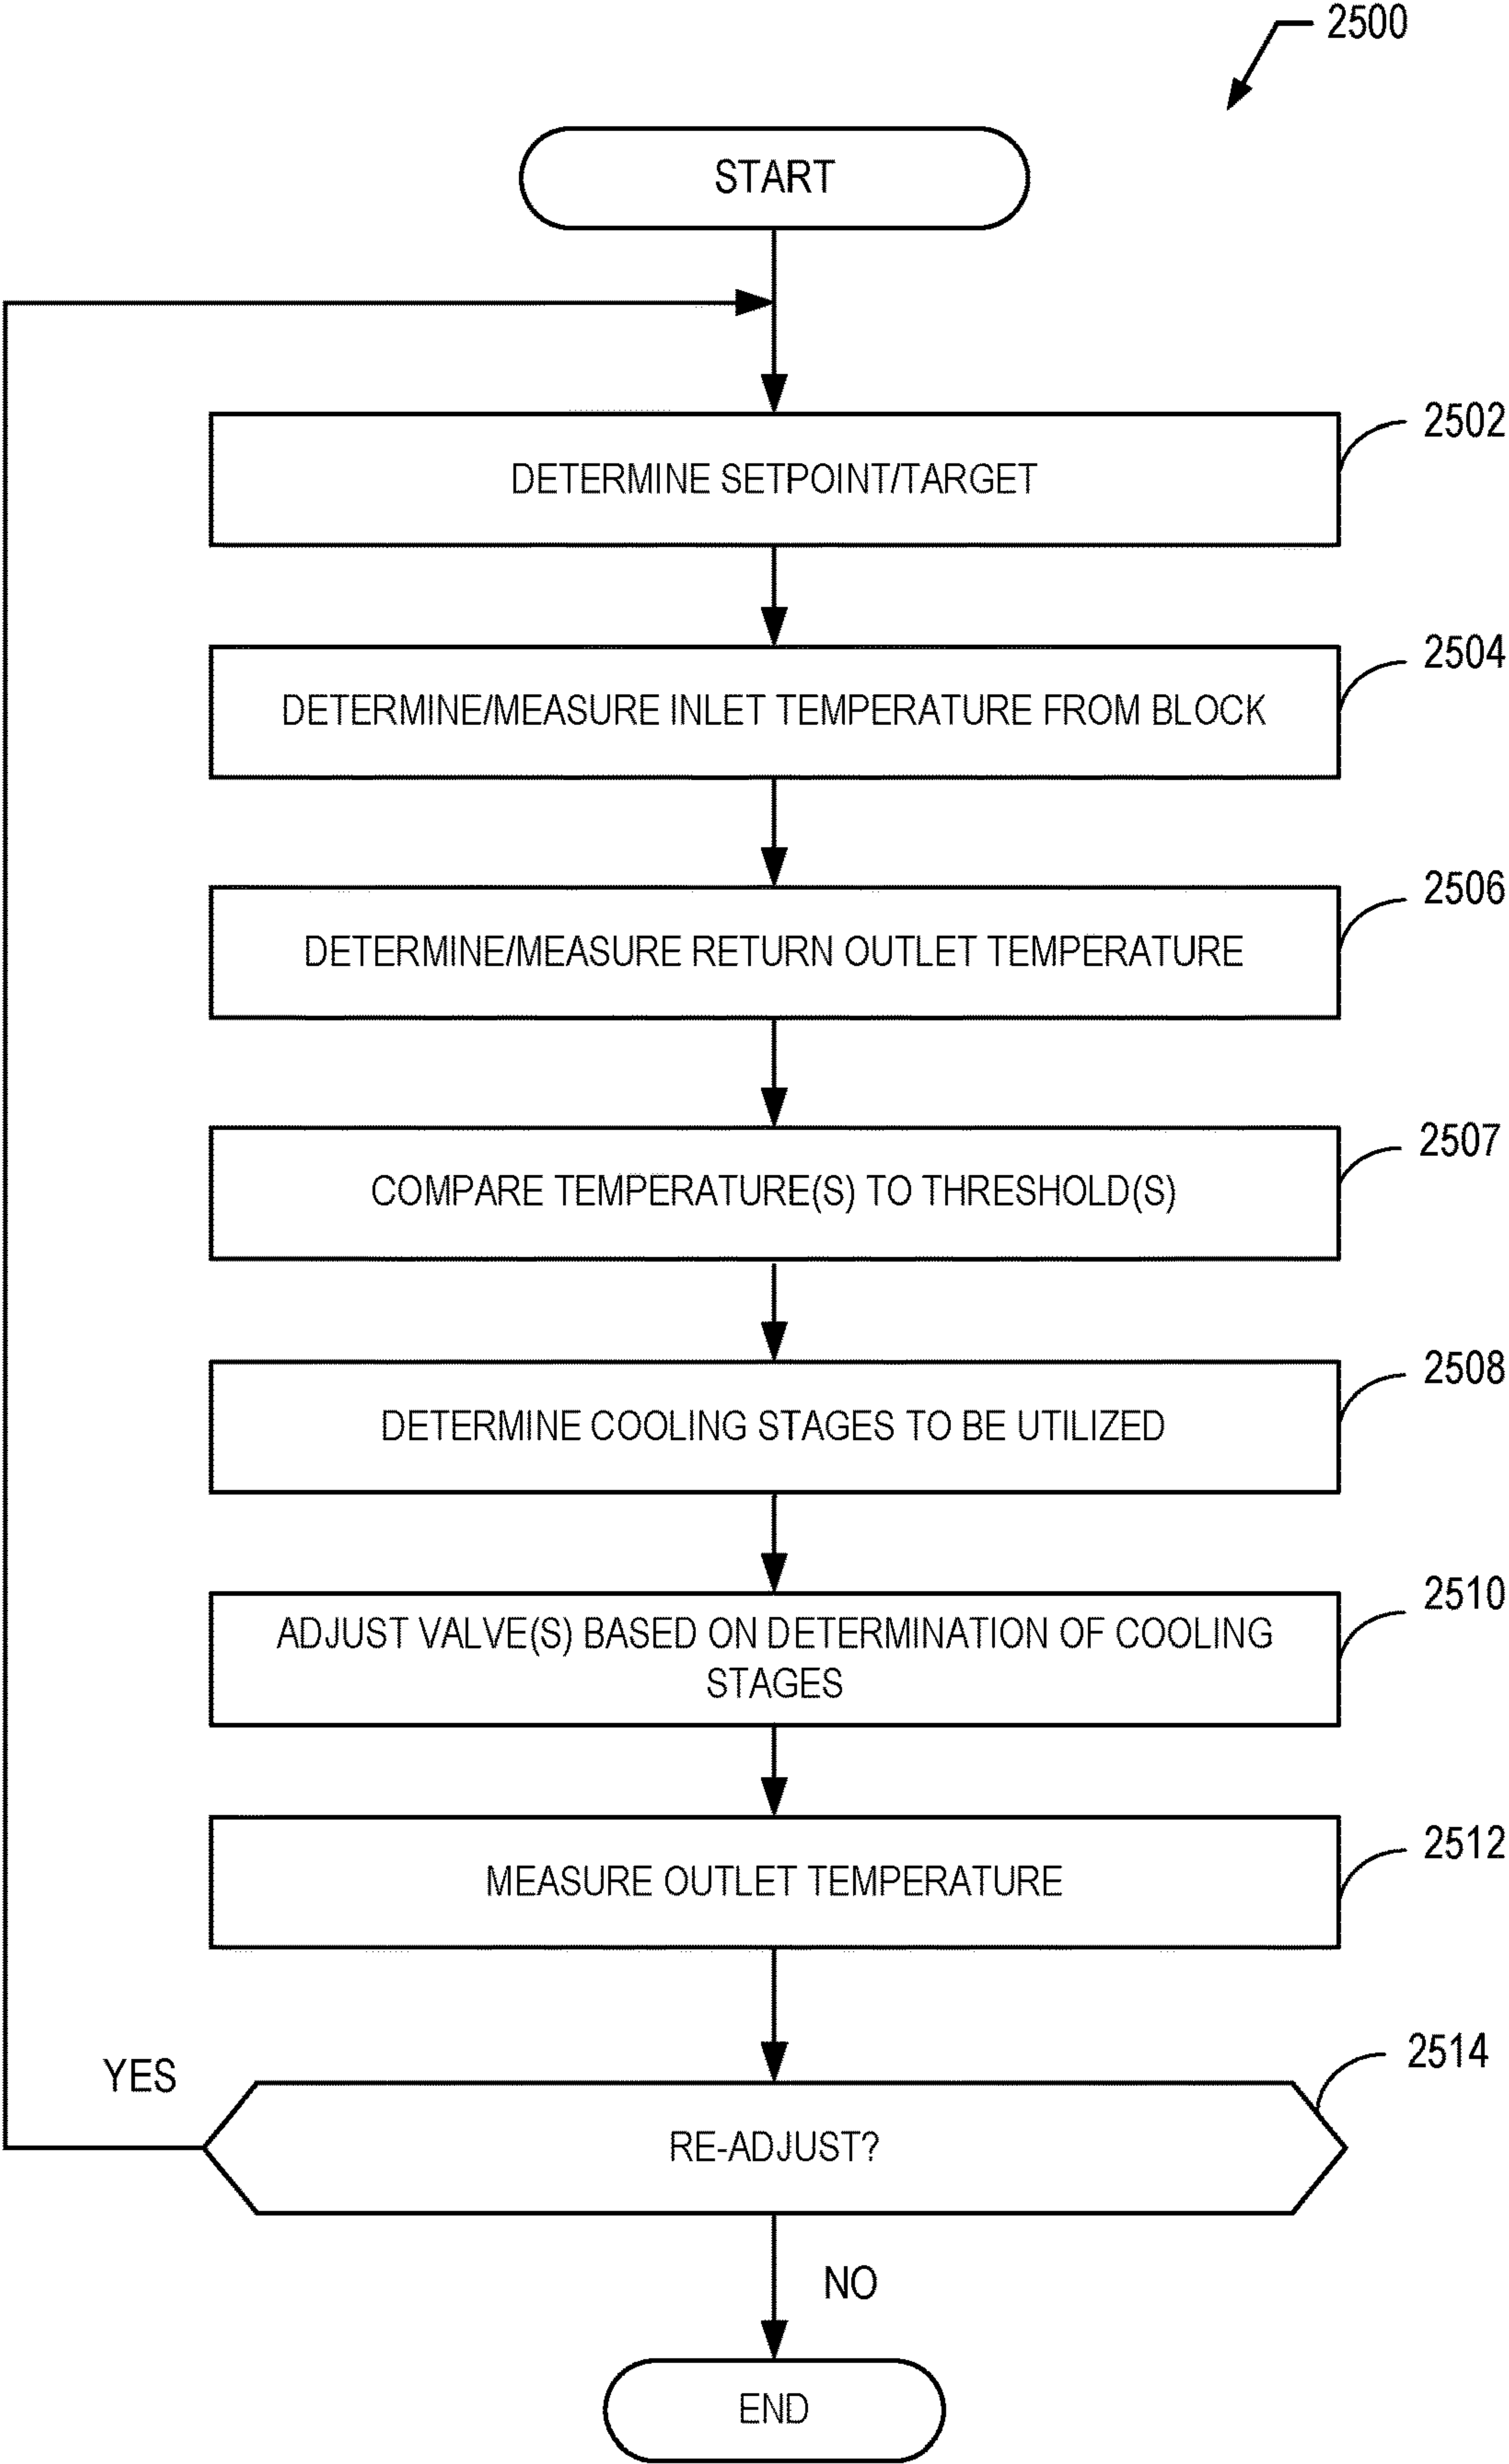 2500
START
2502
DETERMINE SETPOINT/TARGET
2504
DETERMINE/MEASURE INLET TEMPERATURE FROM BLOCK
2506
DETERMINE/MEASURE RETURN OUTLET TEMPERATURE
2507
COMPARE TEMPERATURE(S) TO THRESHOLD(S)
2508
DETERMINE COOLING STAGES TO BE UTILIZED
2510
ADJUST VALVE(S) BASED ON DETERMINATION OF COOLING
STAGES
2512
MEASURE OUTLET TEMPERATURE
2514
YES
RE-ADJUST?
NO
END